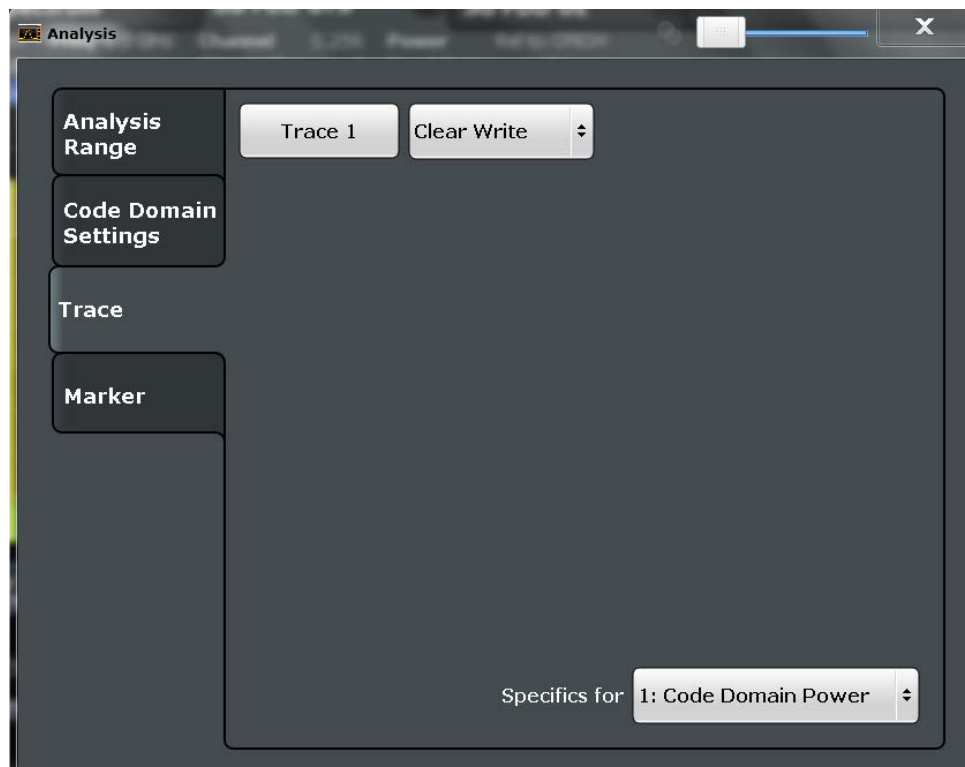 Analysis
Analysis
Range
Trace 1
Clear Write
Code Domain
Settings
Trace
Marker
Specifics for
1: Code Domain Power